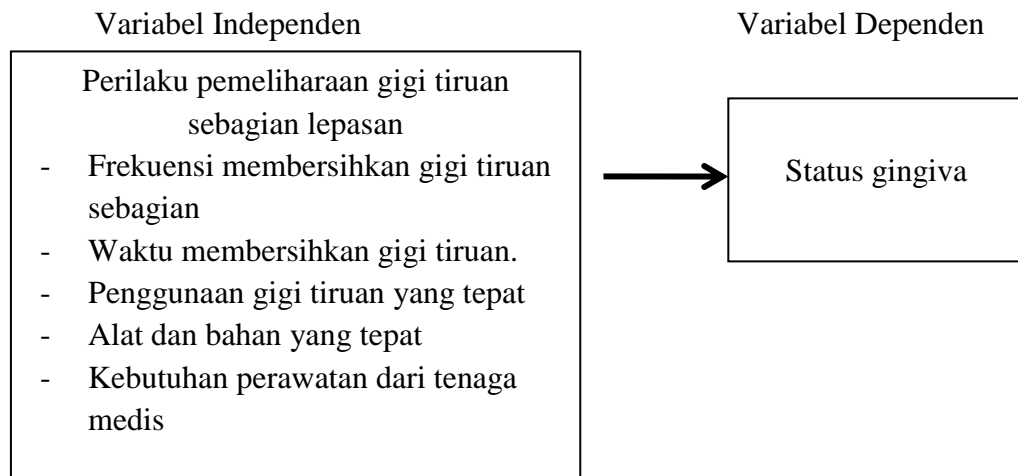 Variabel Independen
Variabel Dependen
Perilaku pemeliharaan gigi tiruan
sebagian lepasan
- Frekuensi membersihkan gigi tiruan
sebagian
- Waktu membersihkan gigi tiruan.
- Penggunaan gigi tiruan yang tepat
- Alat dan bahan yang tepat
- Kebutuhan perawatan dari tenaga
medis
Status gingiva